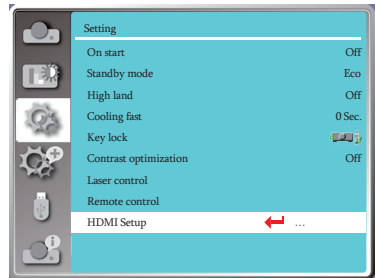 Setting
On start Off
Standby mode Eco
High land Off
Cooling fast 0 Sec.
Key lock
Contrast optimization Off
Laser control
Remote control
HDMI Setup ...